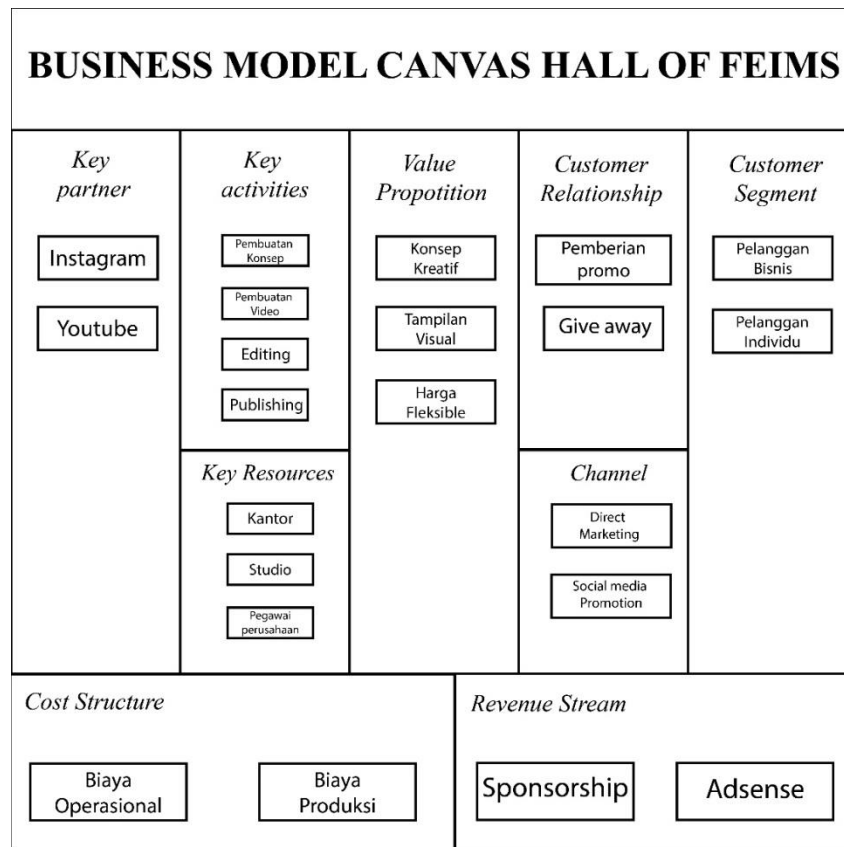 BUSINESS MODEL CANVAS HALL OF FEIMS
Key
partner
Instagram
Youtube
Key
activities
Pembuatan
Konsep
Pembuatan
Video
Editing
Publishing
Key Resources
Kantor
Studio
Pegawai
perusahaan
Value
Propotition
Konsep
Kreatif
Tampilan
Visual
Harga
Fleksible
Customer
Relationship
Pemberian
promo
Give away
Channel
Direct
Marketing
Social media
Promotion
Customer
Segment
Pelanggan
Bisnis
Pelanggan
Individu
Cost Structure
Biaya
Operasional
Biaya
Produksi
Revenue Stream
Sponsorship
Adsense